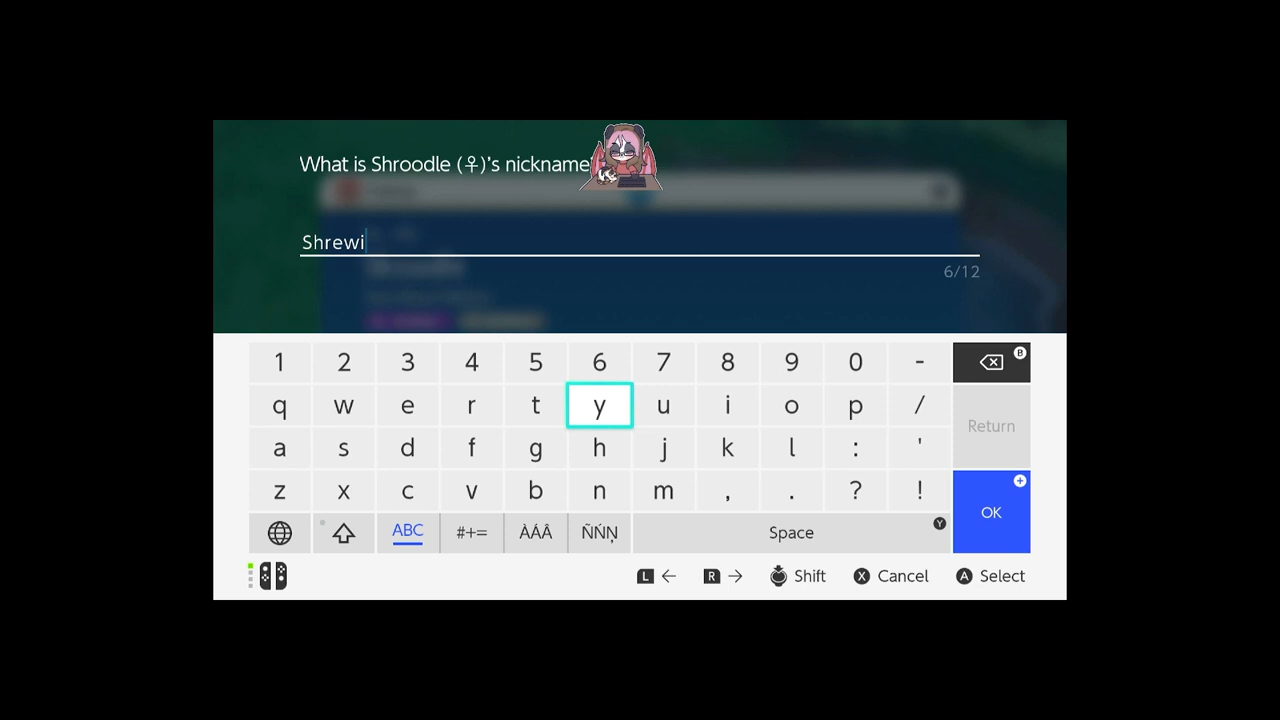 What is Shroodle (♀)'s nickname
Shrewi
6/12
1 2 3 4 5 6 7 8 9 0 -
B
q w e r t y u i o p /
Return
a s d f g h j k l : '
z x c v b n m , . ? !
+
OK
ABC #+= ÀÁÂ ÑŃŅ Space Y
L ← R → Shift X Cancel A Select